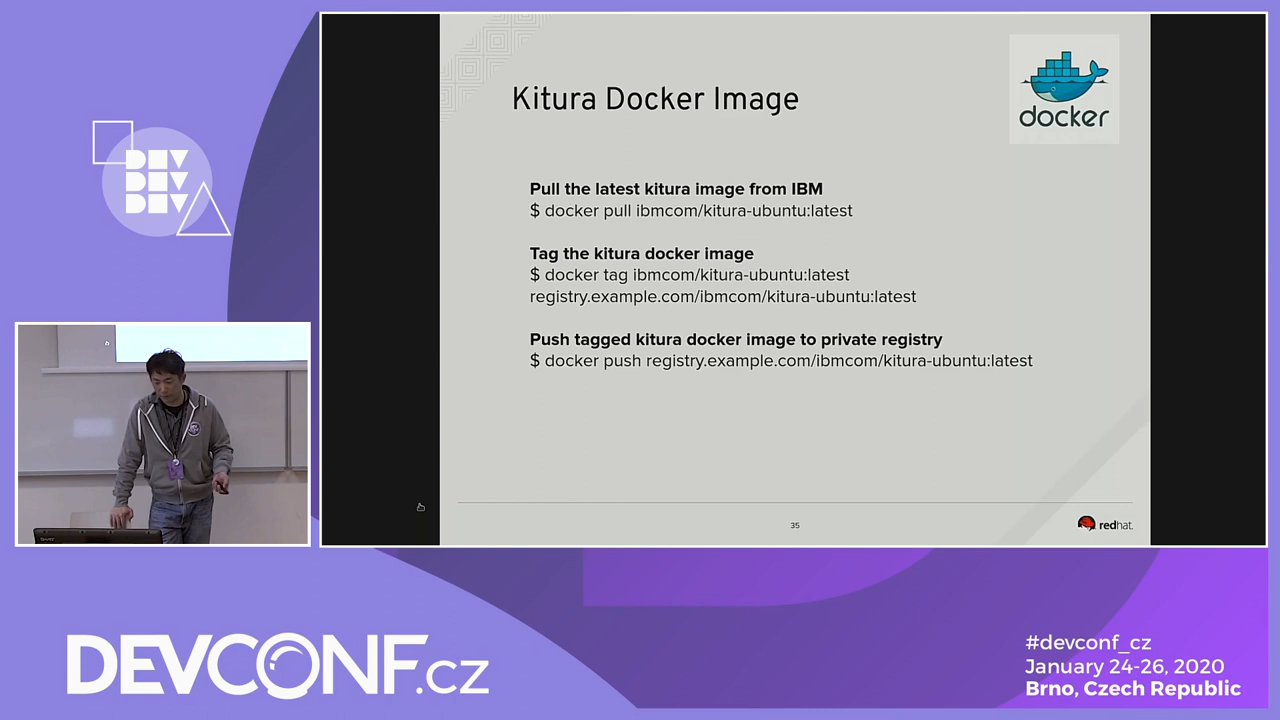 DEV
DEV
DEV
Kitura Docker Image
docker
Pull the latest kitura image from IBM
$ docker pull ibmcom/kitura-ubuntu:latest
Tag the kitura docker image
$ docker tag ibmcom/kitura-ubuntu:latest
registry.example.com/ibmcom/kitura-ubuntu:latest
Push tagged kitura docker image to private registry
$ docker push registry.example.com/ibmcom/kitura-ubuntu:latest
35
redhat.
DEVCONF.cz
#devconf_cz
January 24-26, 2020
Brno, Czech Republic